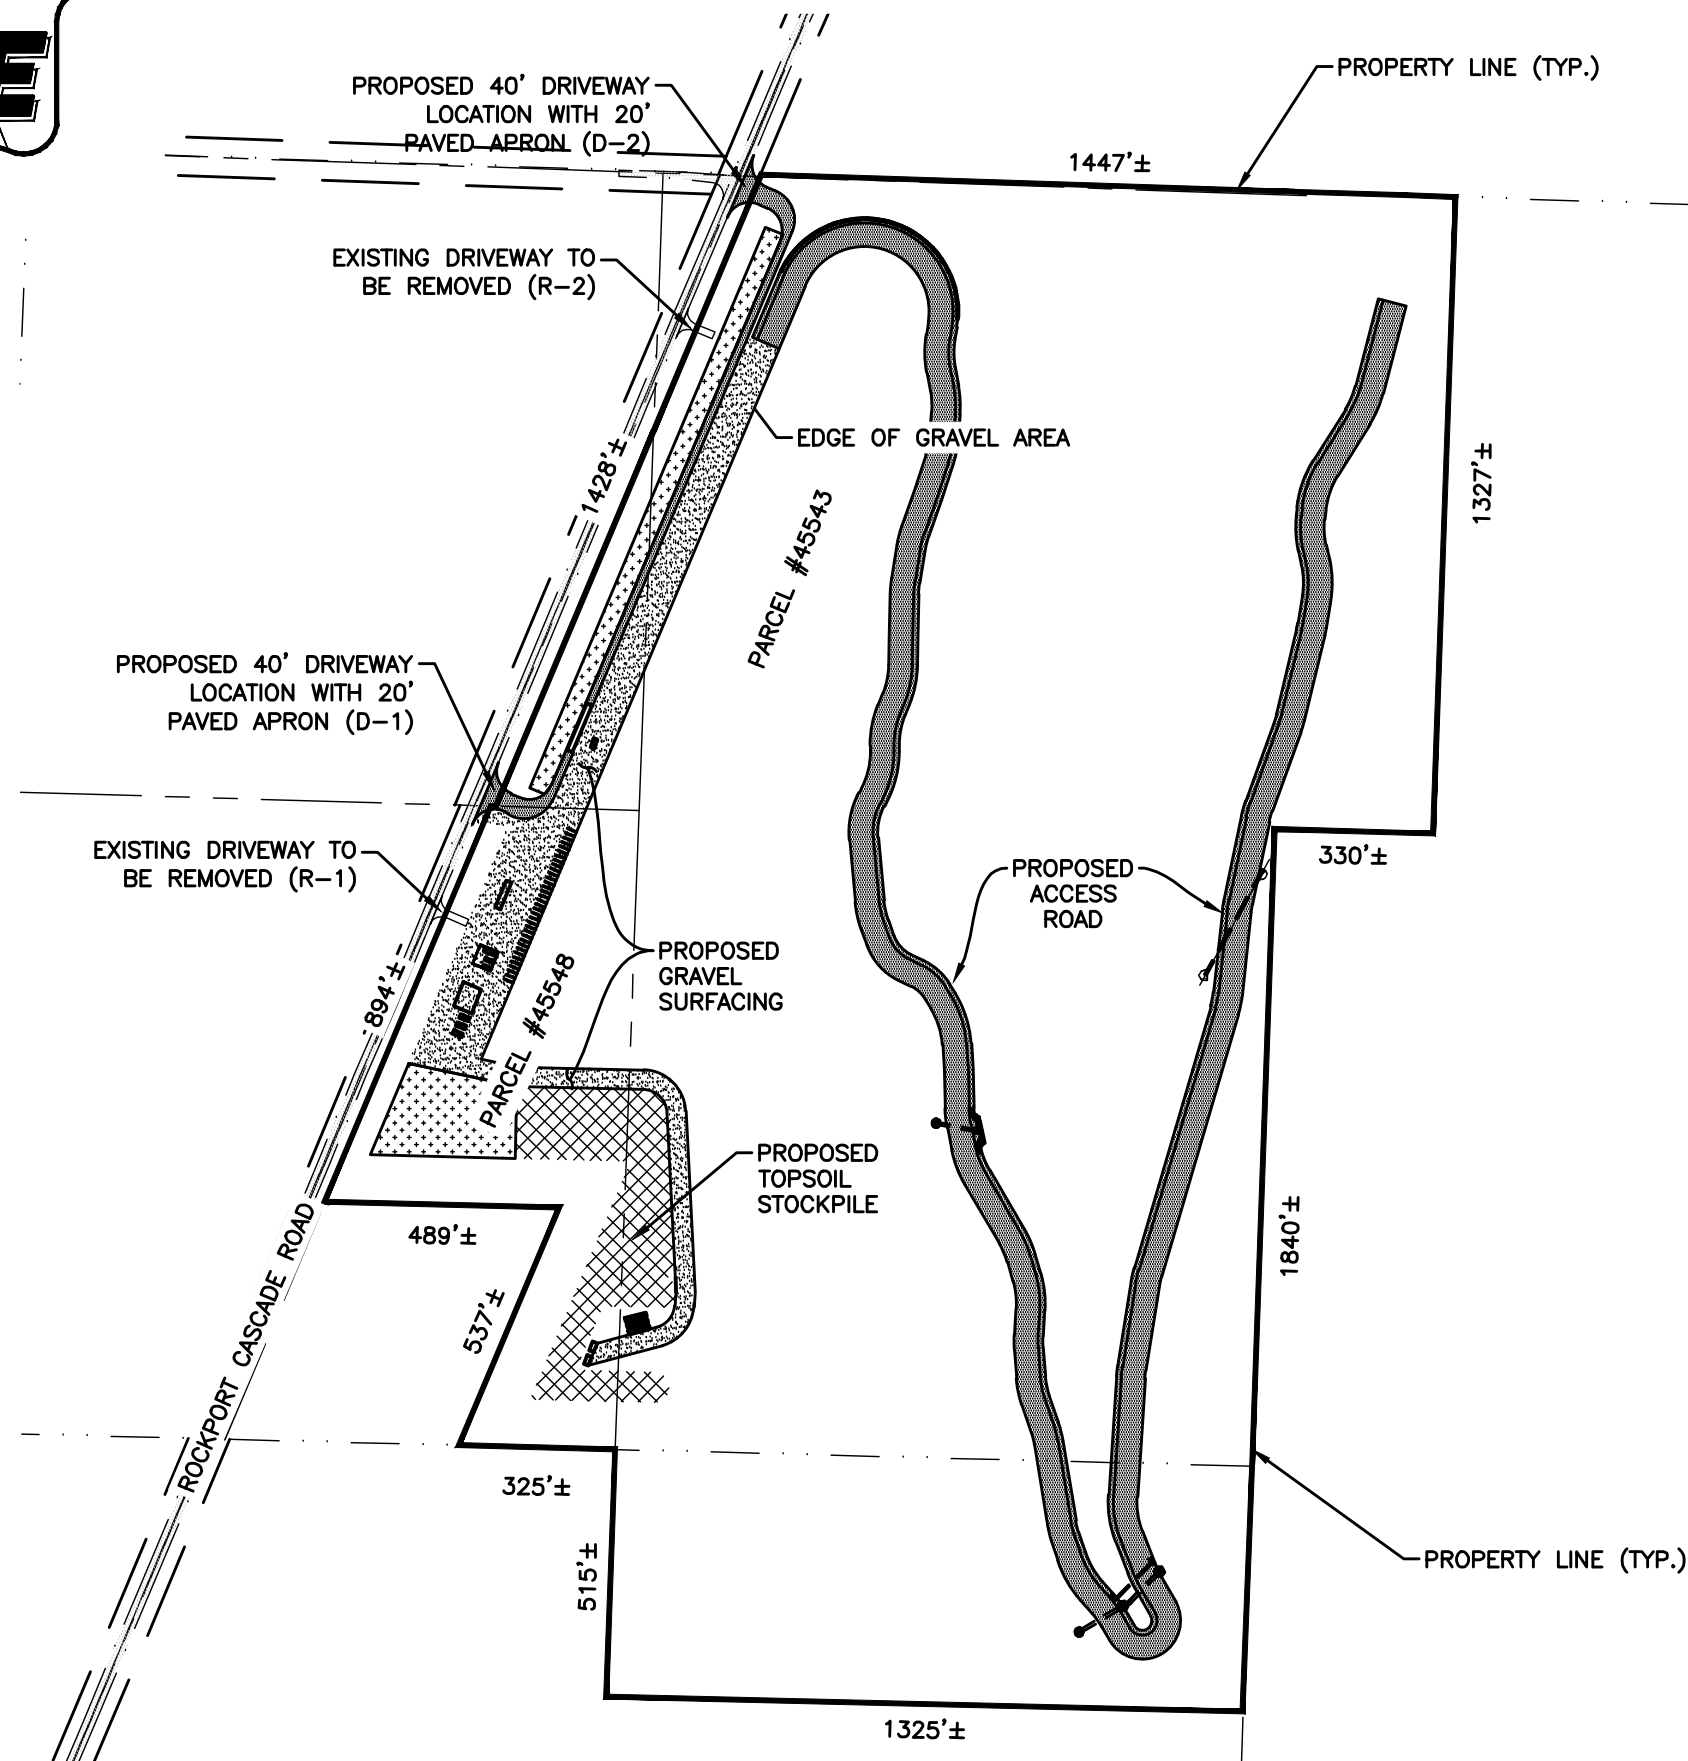 E
PROPOSED 40' DRIVEWAY
LOCATION WITH 20'
PAVED APRON (D-2)
PROPERTY LINE (TYP.)
1447'±
EXISTING DRIVEWAY TO
BE REMOVED (R-2)
1428'±
EDGE OF GRAVEL AREA
1327'±
PARCEL #45543
PROPOSED 40' DRIVEWAY
LOCATION WITH 20'
PAVED APRON (D-1)
EXISTING DRIVEWAY TO
BE REMOVED (R-1)
330'±
PROPOSED
ACCESS
ROAD
894'±
PARCEL #45548
PROPOSED
GRAVEL
SURFACING
PROPOSED
TOPSOIL
STOCKPILE
489'±
1840'±
ROCKPORT CASCADE ROAD
537'±
325'±
515'±
PROPERTY LINE (TYP.)
1325'±